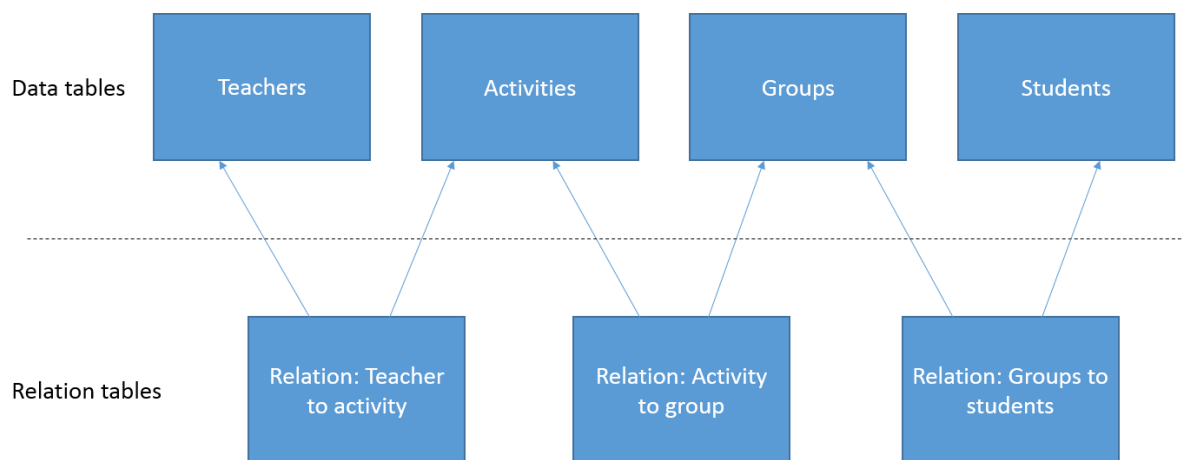 Data tables
Teachers
Activities
Groups
Students
Relation tables
Relation: Teacher
to activity
Relation: Activity
to group
Relation: Groups to
students